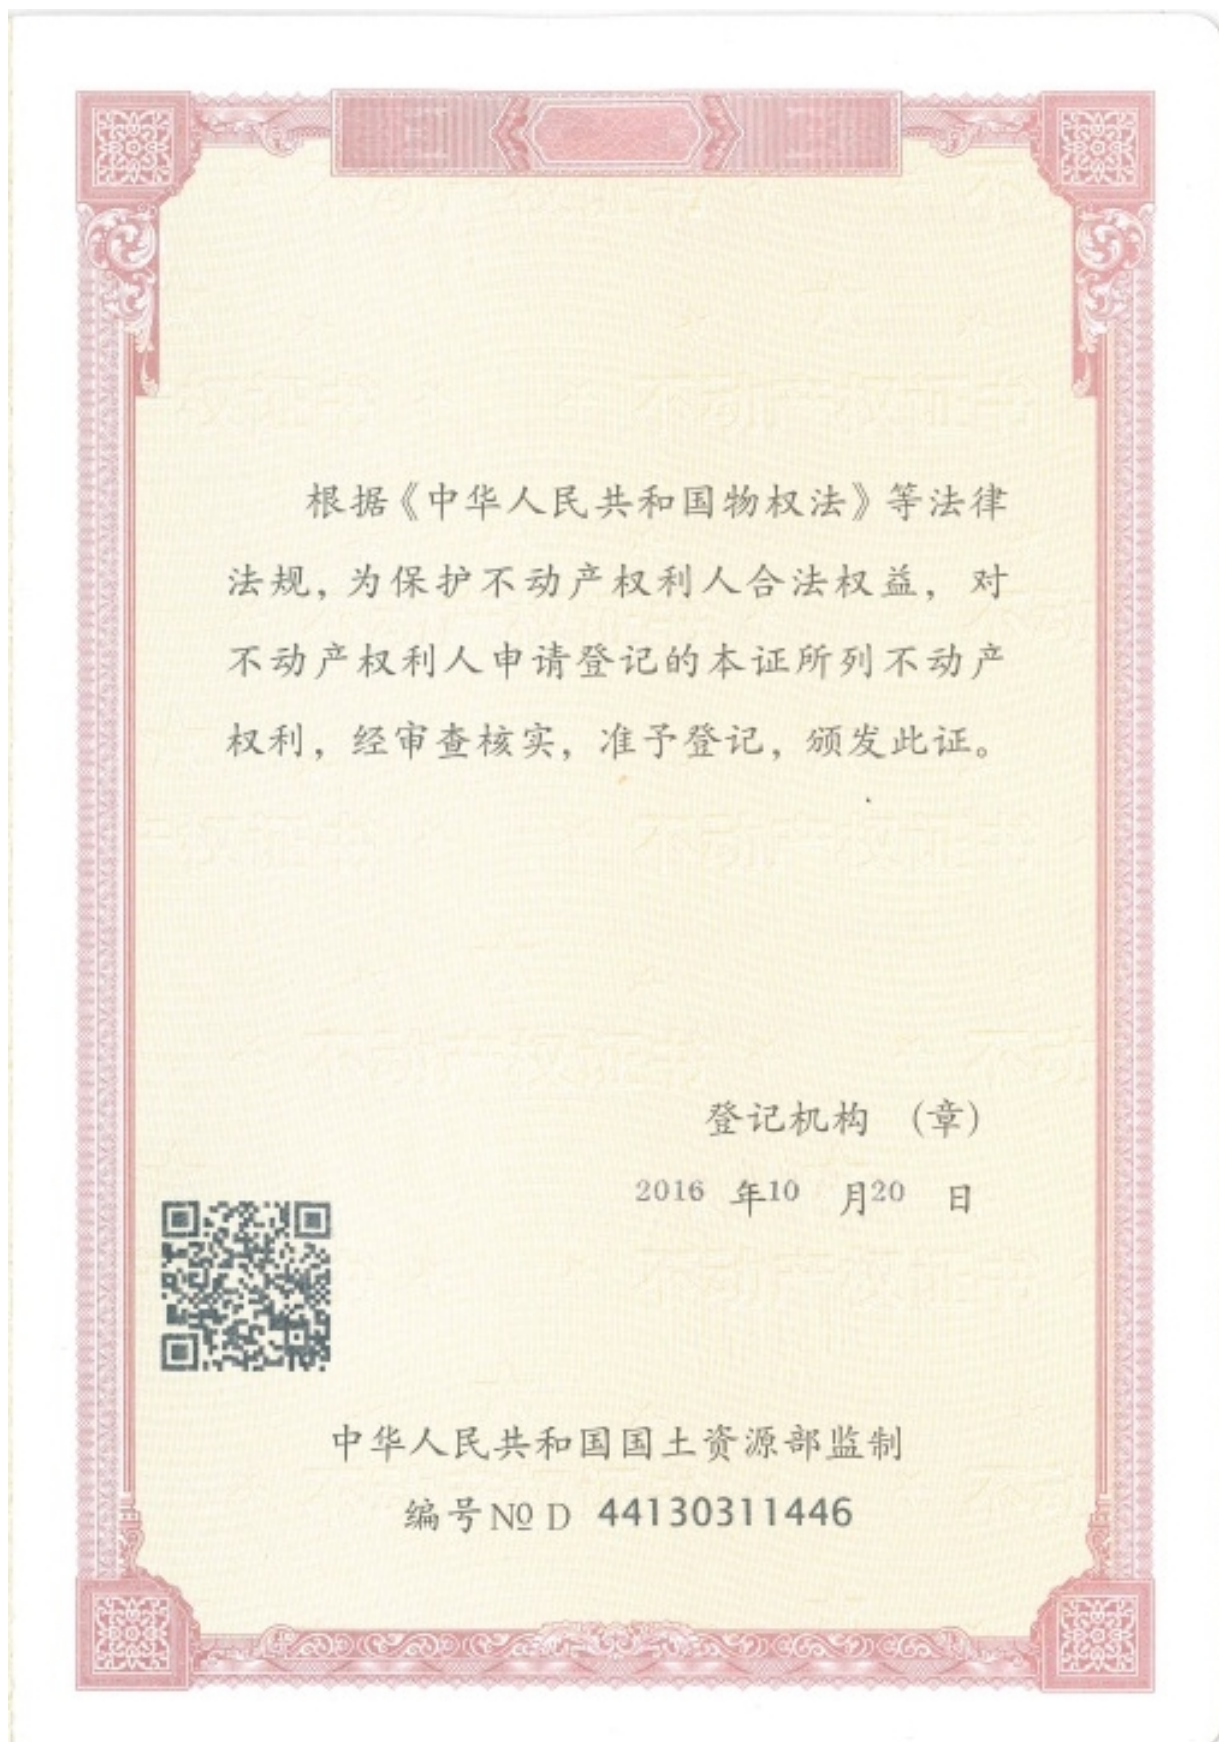 根据《中华人民共和国物权法》等法律
法规，为保护不动产权利人合法权益，对
不动产权利人申请登记的本证所列不动产
权利，经审查核实，准予登记，颁发此证。
登记机构 （章）
2016 年10 月20 日
中华人民共和国国土资源部监制
编号 № D 44130311446